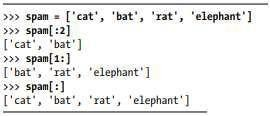 >>> spam = ['cat', 'bat', 'rat', 'elephant']
>>> spam[:2]
['cat', 'bat']
>>> spam[1:]
['bat', 'rat', 'elephant']
>>> spam[:]
['cat', 'bat', 'rat', 'elephant']